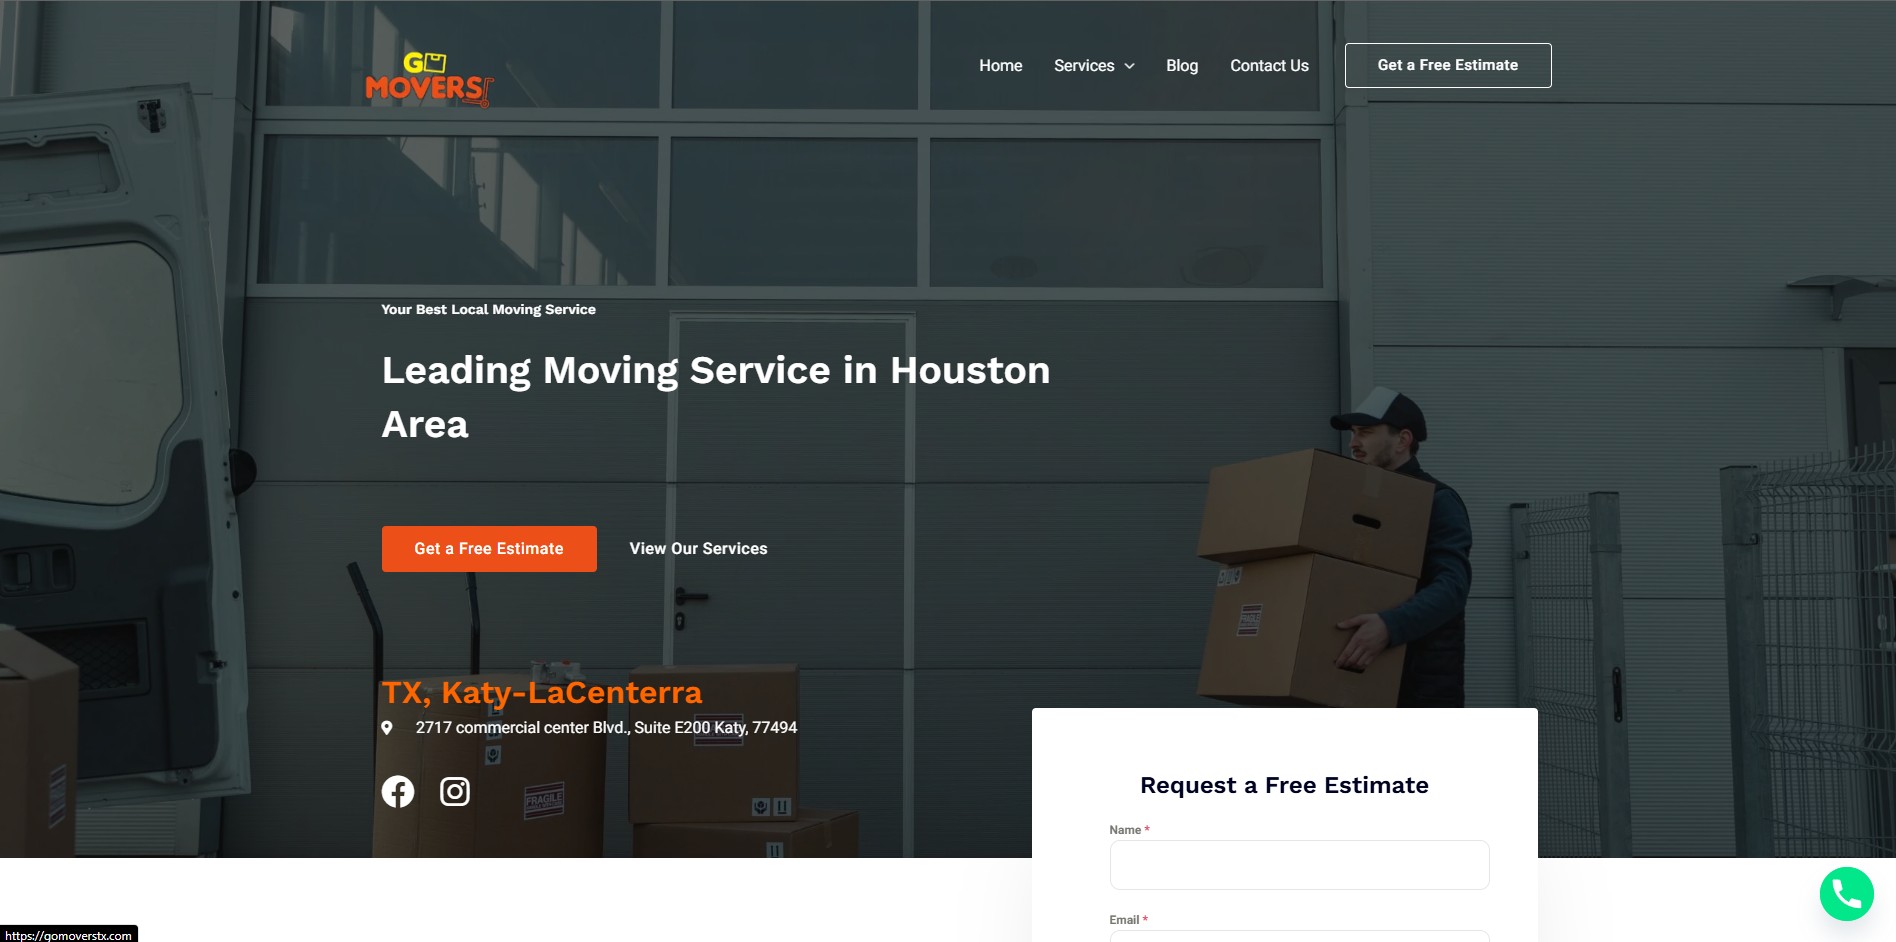 GO
MOVERS
Home
Services
Blog
Contact Us
Get a Free Estimate
Your Best Local Moving Service
Leading Moving Service in Houston
Area
Get a Free Estimate
View Our Services
TX, Katy-LaCenterra
2717 commercial center Blvd., Suite E200 Katy, 77494
FRAGILE
FRAGILE
Request a Free Estimate
Name *
Email *
https://gomoverstx.com